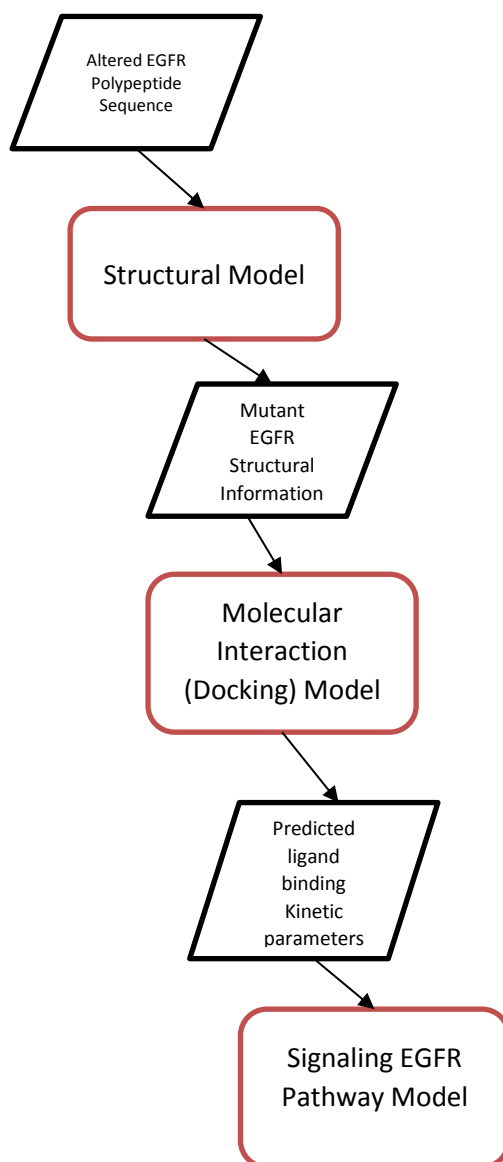 Altered EGFR
Polypeptide
Sequence
Structural Model
Mutant
EGFR
Structural
Information
Molecular
Interaction
(Docking) Model
Predicted
ligand
binding
Kinetic
parameters
Signaling EGFR
Pathway Model